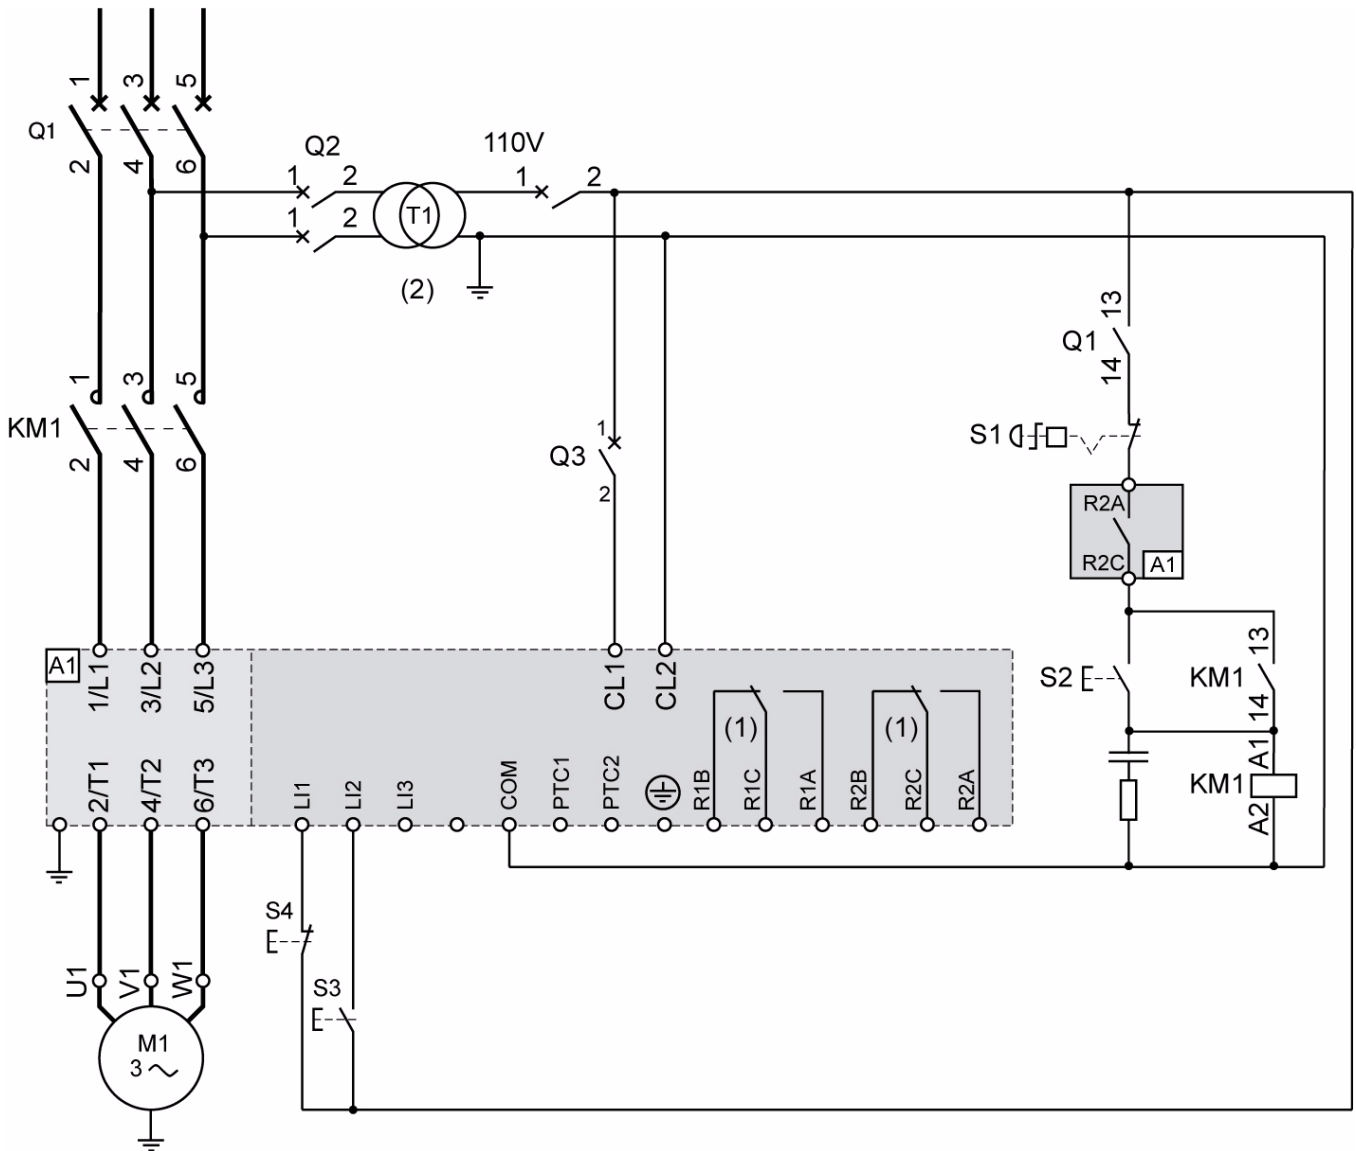 1 3 5
Q1
2 4 6
Q2
110V
1 2
1 2
1 2
T1
(2)
13
Q1
14
1 3 5
KM1
2 4 6
1
Q3
2
S1
R2A
R2C
A1
A1
1/L1 3/L2 5/L3
CL1 CL2
2/T1 4/T2 6/T3
LI1 LI2 LI3
COM PTC1 PTC2
(1)
R1B R1C R1A
(1)
R2B R2C R2A
S2
13
KM1
14
A1
KM1
A2
S4
S3
U1 V1 W1
M1
3